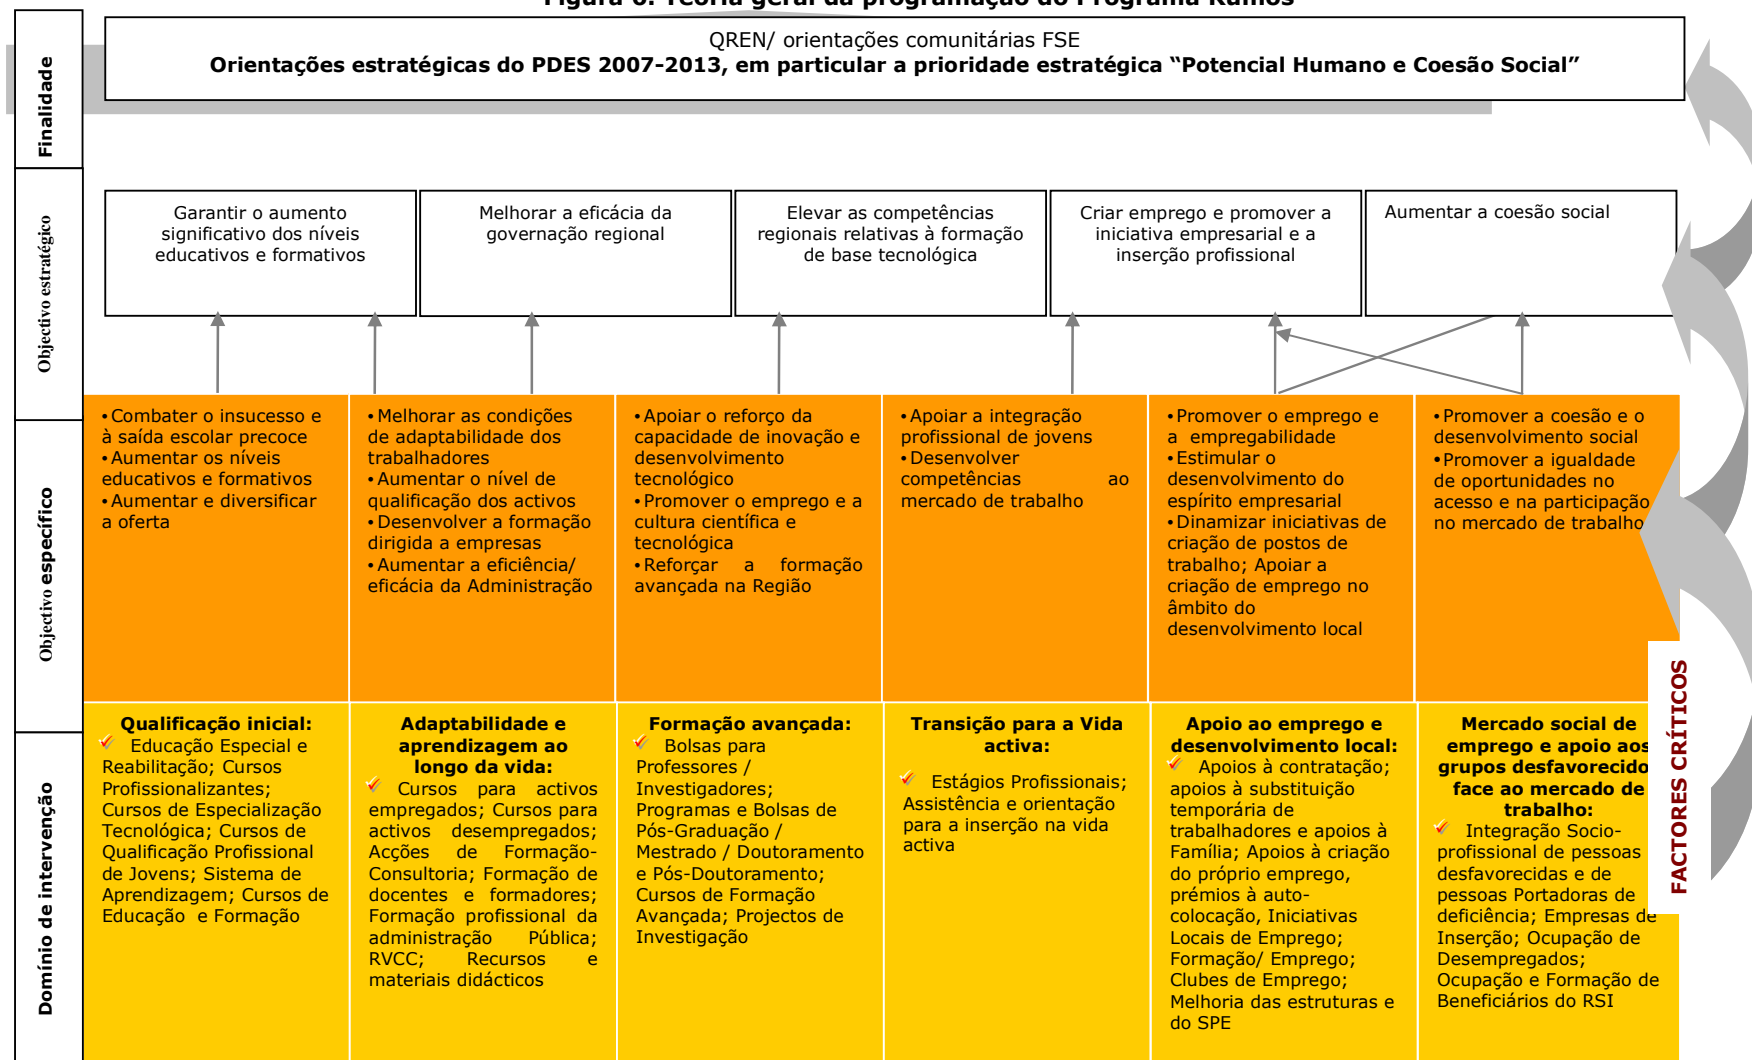 Figura 6: Teoria geral da programação do Programa Rumos
Finalidade
QREN/ orientações comunitárias FSE
Orientações estratégicas do PDES 2007-2013, em particular a prioridade estratégica “Potencial Humano e Coesão Social”
Objectivo estratégico
Garantir o aumento
significativo dos níveis
educativos e formativos
Melhorar a eficácia da
governação regional
Elevar as competências
regionais relativas à formação
de base tecnológica
Criar emprego e promover a
iniciativa empresarial e a
inserção profissional
Aumentar a coesão social
Objectivo específico
•Combater o insucesso e
à saída escolar precoce
•Aumentar os níveis
educativos e formativos
•Aumentar e diversificar
a oferta
•Melhorar as condições
de adaptabilidade dos
trabalhadores
•Aumentar o nível de
qualificação dos activos
•Desenvolver a formação
dirigida a empresas
•Aumentar a eficiência/
eficácia da Administração
•Apoiar o reforço da
capacidade de inovação e
desenvolvimento
tecnológico
•Promover o emprego e a
cultura científica e
tecnológica
•Reforçar a formação
avançada na Região
•Apoiar a integração
profissional de jovens
•Desenvolver
competências ao
mercado de trabalho
•Promover o emprego e
a empregabilidade
•Estimular o
desenvolvimento do
espírito empresarial
•Dinamizar iniciativas de
criação de postos de
trabalho; Apoiar a
criação de emprego no
âmbito do
desenvolvimento local
•Promover a coesão e o
desenvolvimento social
•Promover a igualdade
de oportunidades no
acesso e na participação
no mercado de trabalho
Domínio de intervenção
Qualificação inicial:
Educação Especial e
Reabilitação; Cursos
Profissionalizantes;
Cursos de Especialização
Tecnológica; Cursos de
Qualificação Profissional
de Jovens; Sistema de
Aprendizagem; Cursos de
Educação e Formação
Adaptabilidade e
aprendizagem ao
longo da vida:
Cursos para activos
empregados; Cursos para
activos desempregados;
Acções de Formação-
Consultoria; Formação de
docentes e formadores;
Formação profissional da
administração Pública;
RVCC; Recursos e
materiais didácticos
Formação avançada:
Bolsas para
Professores /
Investigadores;
Programas e Bolsas de
Pós-Graduação /
Mestrado / Doutoramento
e Pós-Doutoramento;
Cursos de Formação
Avançada; Projectos de
Investigação
Transição para a Vida
activa:
Estágios Profissionais;
Assistência e orientação
para a inserção na vida
activa
Apoio ao emprego e
desenvolvimento local:
Apoios à contratação;
apoios à substituição
temporária de
trabalhadores e apoios à
Família; Apoios à criação
do próprio emprego,
prémios à auto-
colocação, Iniciativas
Locais de Emprego;
Formação/ Emprego;
Clubes de Emprego;
Melhoria das estruturas e
do SPE
Mercado social de
emprego e apoio aos
grupos desfavorecido
face ao mercado de
trabalho:
Integração Socio-
profissional de pessoas
desfavorecidas e de
pessoas Portadoras de
deficiência; Empresas de
Inserção; Ocupação de
Desempregados;
Ocupação e Formação de
Beneficiários do RSI
FACTORES CRÍTICOS